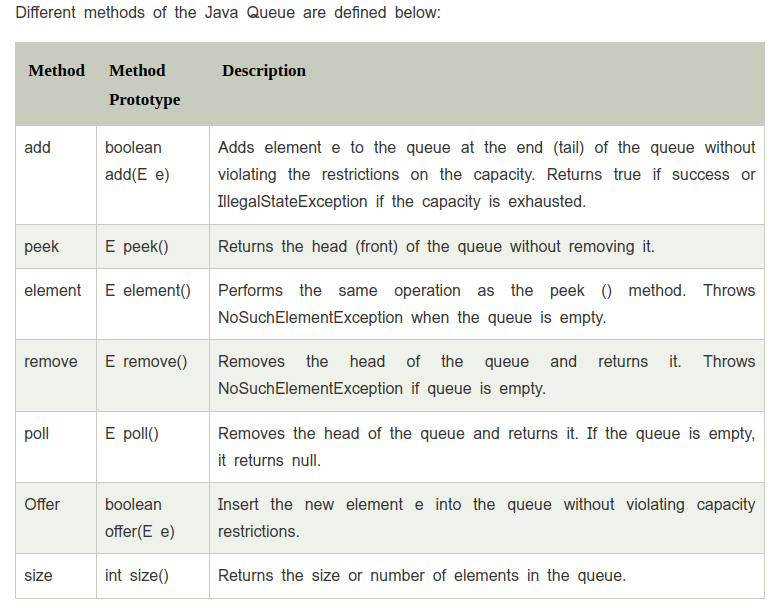 Different methods of the Java Queue are defined below:
Method Method Description
Prototype
add boolean Adds element e to the queue at the end (tail) of the queue without
add(E e) violating the restrictions on the capacity. Returns true if success or
IllegalStateException if the capacity is exhausted.
peek E peek() Returns the head (front) of the queue without removing it.
element E element() Performs the same operation as the peek () method. Throws
NoSuchElementException when the queue is empty.
remove E remove() Removes the head of the queue and returns it. Throws
NoSuchElementException if queue is empty.
poll E poll() Removes the head of the queue and returns it. If the queue is empty,
it returns null.
Offer boolean Insert the new element e into the queue without violating capacity
offer(E e) restrictions.
size int size() Returns the size or number of elements in the queue.